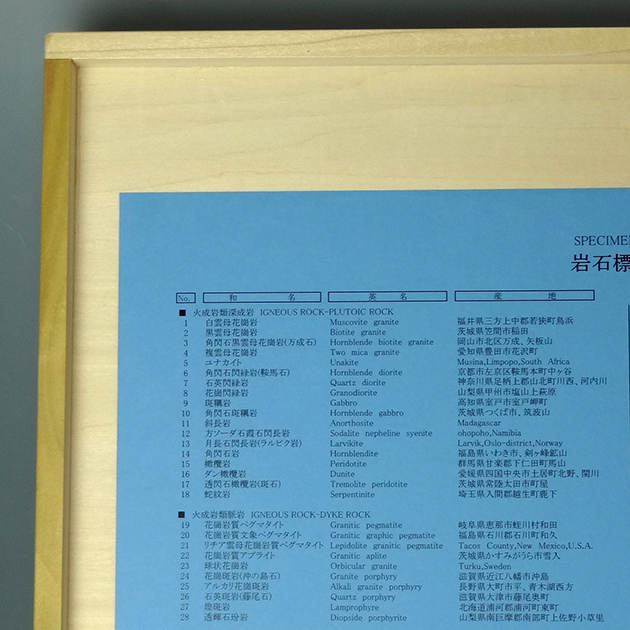 SPECIME
岩石標
No. 和 名 英 名 産 地
■ 火成岩類深成岩 IGNEOUS ROCK-PLUTOIC ROCK
1 白雲母花崗岩 Muscovite granite 福井県三方上中郡若狭町鳥浜
2 黒雲母花崗岩 Biotite granite 茨城県笠間市稲田
3 角閃石黒雲母花崗岩(万成石) Hornblende biotite granite 岡山市北区万成、矢坂山
4 複雲母花崗岩 Two mica granite 愛知県豊田市花沢町
5 ユナカイト Unakite Musina,Limpopo,South Africa
6 角閃石閃緑岩(鞍馬石) Hornblende diorite 京都市左京区鞍馬本町中ヶ谷
7 石英閃緑岩 Quartz diorite 神奈川県足柄上郡山北町川西、河内川
8 花崗閃緑岩 Granodiorite 山梨県甲州市塩山上萩原
9 斑糲岩 Gabbro 高知県室戸市室戸岬町
10 角閃石斑糲岩 Hornblende gabbro 茨城県つくば市、筑波山
11 斜長岩 Anorthosite Madagascar
12 方ソーダ石霞石閃長岩 Sodalite nepheline syenite ohopoho,Namibia
13 月長石閃長岩(ラルビク岩) Larvikite Larvik,Oslo-district,Norway
14 角閃石岩 Hornblendite 福島県いわき市、剣ヶ峰鉱山
15 橄欖岩 Peridotite 群馬県甘楽郡下仁田町馬山
16 ダン橄欖岩 Dunite 愛媛県四国中央市土居町北野、関川
17 透閃石橄欖岩(斑石) Tremolite peridotite 茨城県常陸太田市町屋
18 蛇紋岩 Serpentinite 埼玉県入間郡越生町鹿下
■ 火成岩類脈岩 IGNEOUS ROCK-DYKE ROCK
19 花崗岩質ペグマタイト Granitic pegmatite 岐阜県恵那市蛭川村和田
20 花崗岩質文象ペグマタイト Granitic graphic pegmatite 福島県石川郡石川町和久
21 リチア雲母花崗岩質ペグマタイト Lepidolite granitic pegmatite Tacos County,New Mexico,U.S.A.
22 花崗岩質アプライト Granitic aplite 茨城県かすみがうら市雪入
23 球状花崗岩 Orbicular granite Turku,Sweden
24 花崗斑岩(沖の島石) Granite porphyry 滋賀県近江八幡市沖島
25 アルカリ花崗斑岩 Alkali granite porphyry 長野県大町市平、青木湖西方
26 石英斑岩(藤尾石) Quartz porphyry 滋賀県大津市藤尾奥町
27 煌斑岩 Lamprophyre 北海道浦河郡浦河町東町
28 透輝石玢岩 Diopside porphyrite 山梨県南巨摩郡南部町上佐野小草里